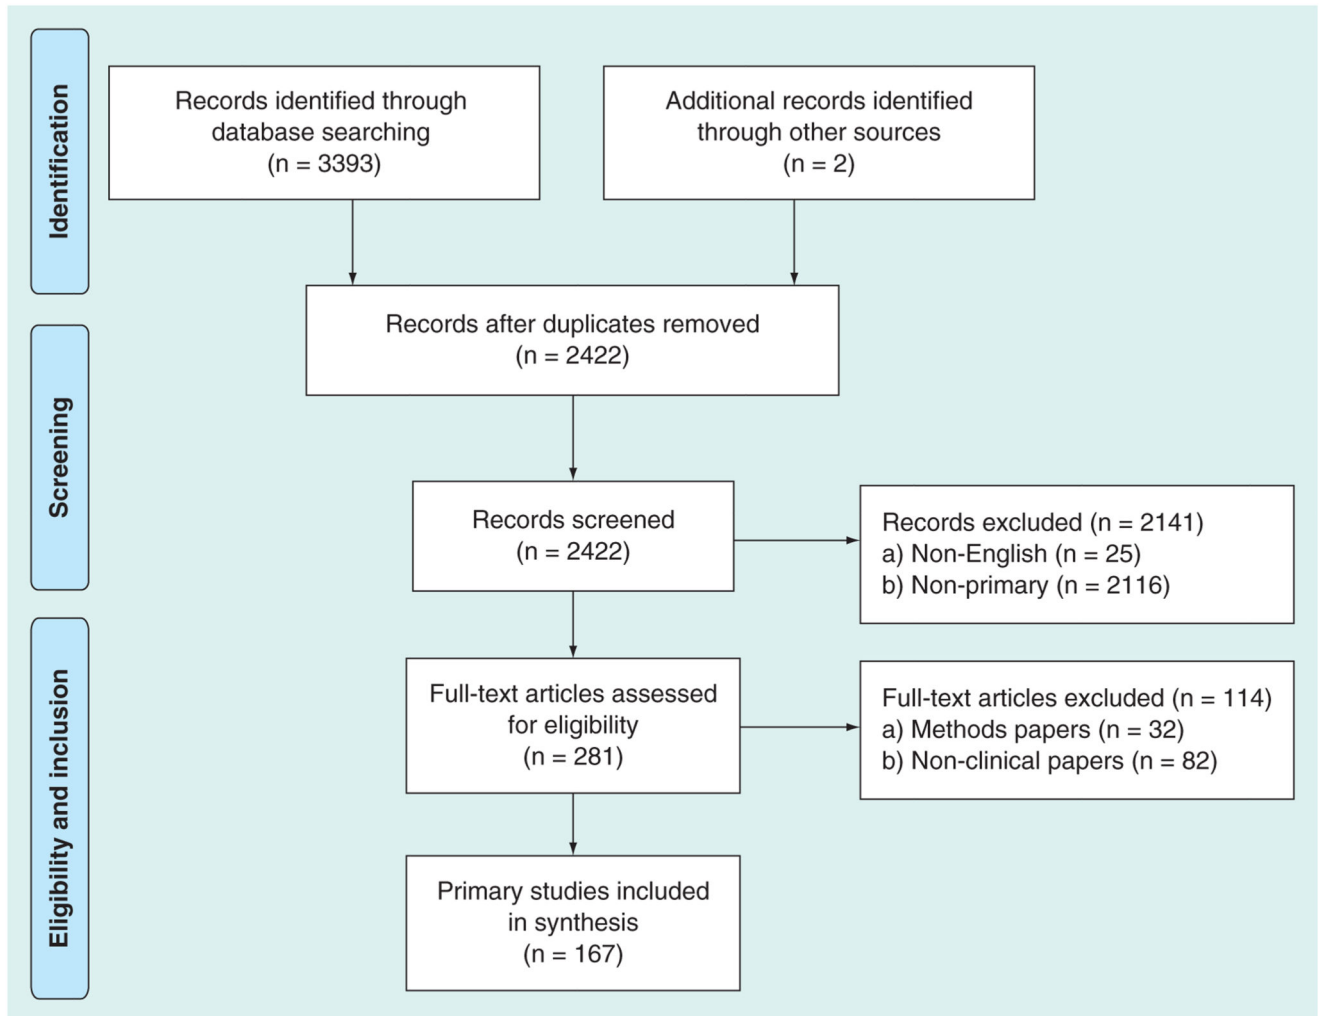 Identification
Records identified through
database searching
(n = 3393)
Additional records identified
through other sources
(n = 2)
Records after duplicates removed
(n = 2422)
Screening
Records screened
(n = 2422)
Records excluded (n = 2141)
a) Non-English (n = 25)
b) Non-primary (n = 2116)
Eligibility and inclusion
Full-text articles assessed
for eligibility
(n = 281)
Full-text articles excluded (n = 114)
a) Methods papers (n = 32)
b) Non-clinical papers (n = 82)
Primary studies included
in synthesis
(n = 167)